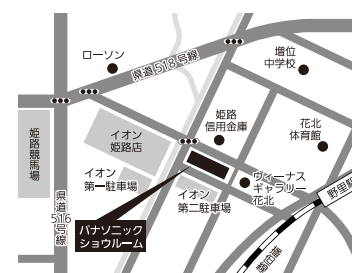 ローソン
県道518号線
増位
中学校
姫路
信用金庫
花北
体育館
イオン
姫路店
姫路競馬場
イオン
第一駐車場
ヴィーナス
ギャラリー
花北
イオン
第二駐車場
野里駅
県道516号線
パナソニック
ショウルーム
播但線